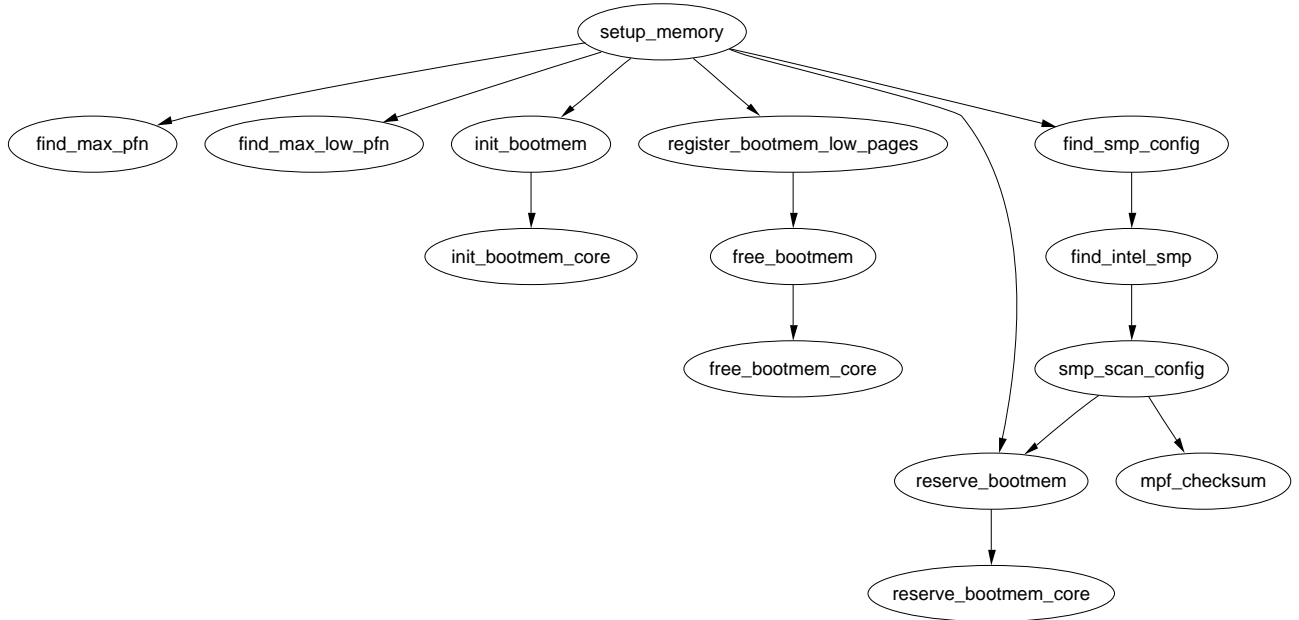 setup_memory
find_max_pfn
find_max_low_pfn
init_bootmem
register_bootmem_low_pages
find_smp_config
init_bootmem_core
free_bootmem
find_intel_smp
free_bootmem_core
smp_scan_config
reserve_bootmem
mpf_checksum
reserve_bootmem_core